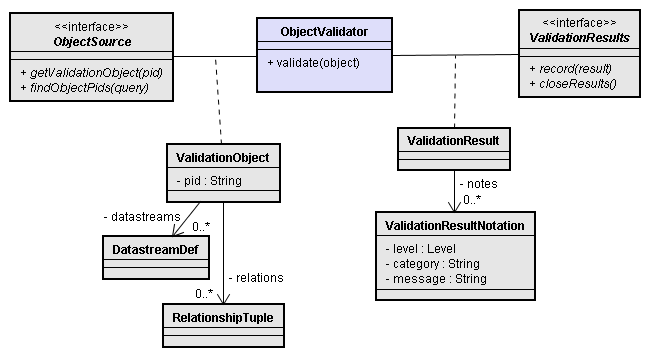 <<interface>>
ObjectSource
+ getValidationObject(pid)
+ findObjectPids(query)
ObjectValidator
+ validate(object)
<<interface>>
ValidationResults
+ record(result)
+ closeResults()
ValidationObject
- pid : String
ValidationResult
- datastreams
0..*
- notes
0..*
DatastreamDef
ValidationResultNotation
- level : Level
- category : String
- message : String
- relations
0..*
RelationshipTuple